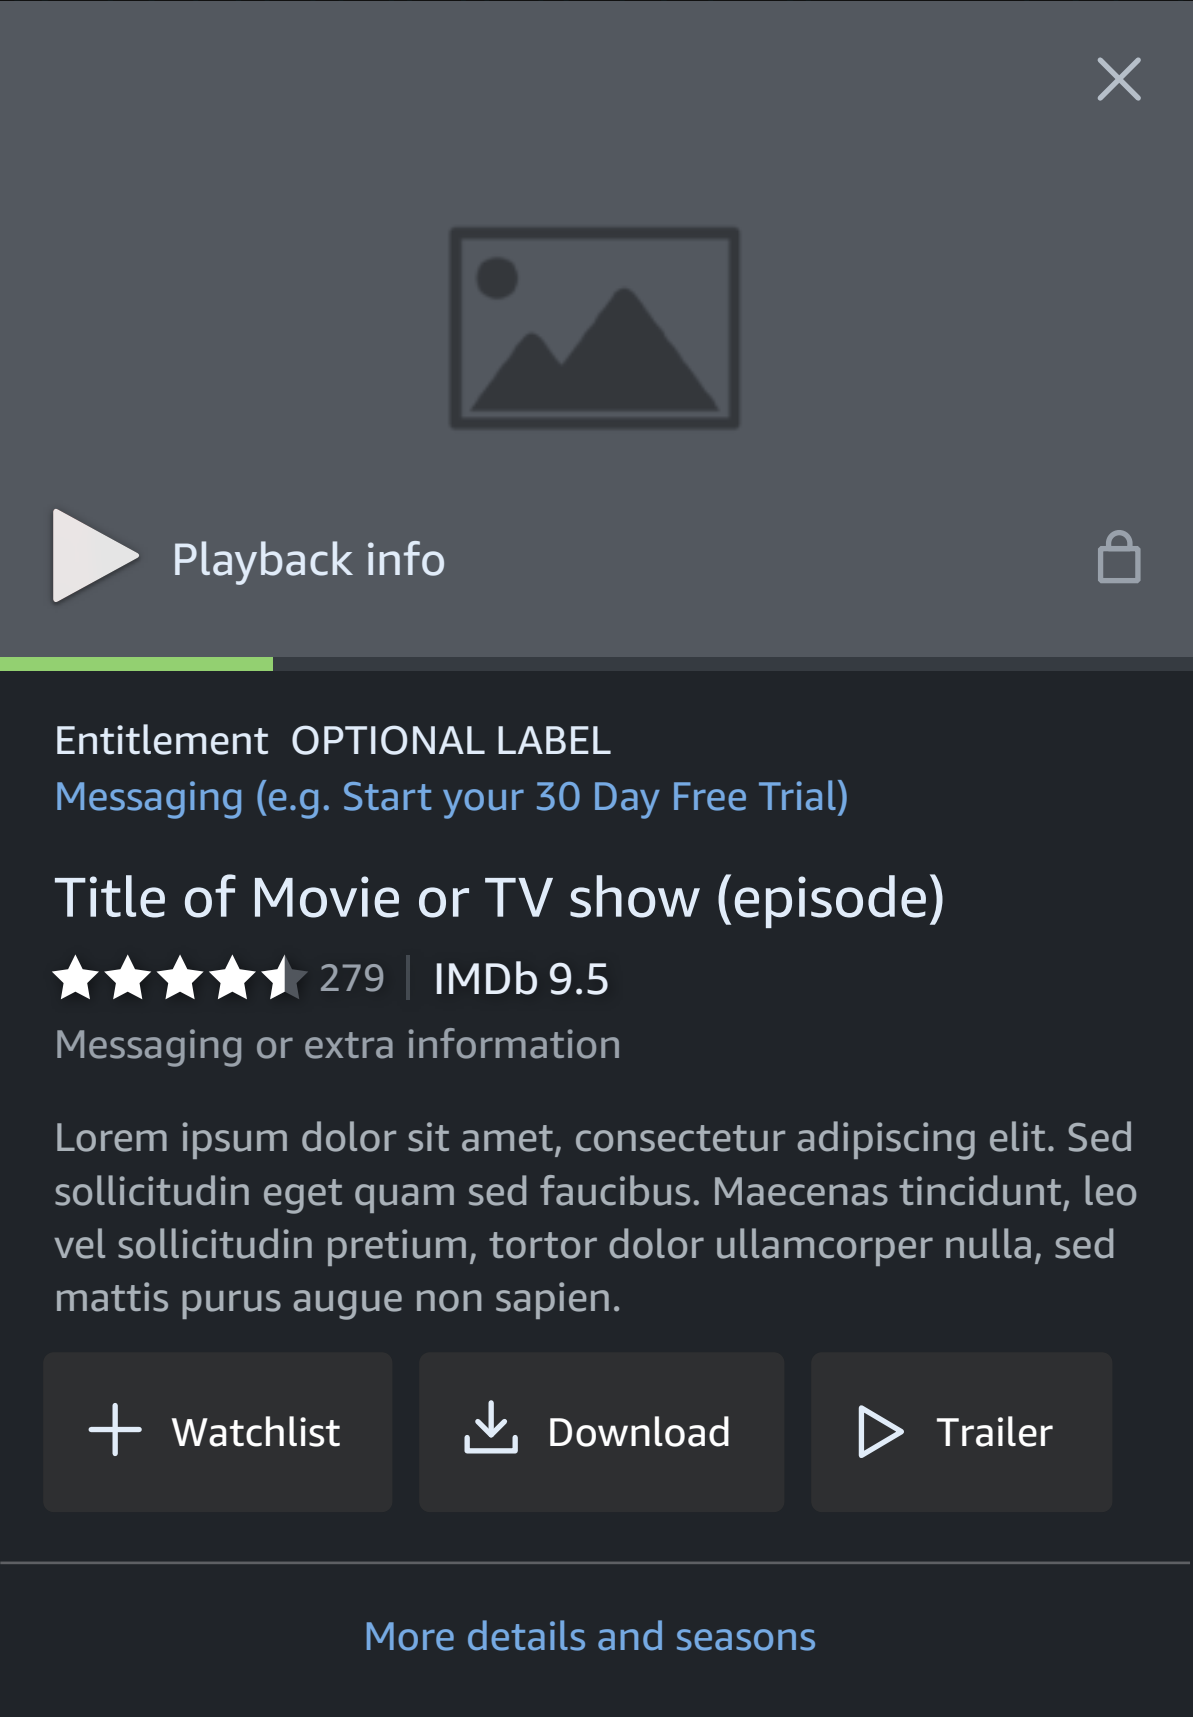 Playback info
Entitlement OPTIONAL LABEL
Messaging (e.g. Start your 30 Day Free Trial)
Title of Movie or TV show (episode)
279 | IMDb 9.5
Messaging or extra information
Lorem ipsum dolor sit amet, consectetur adipiscing elit. Sed
sollicitudin eget quam sed faucibus. Maecenas tincidunt, leo
vel sollicitudin pretium, tortor dolor ullamcorper nulla, sed
mattis purus augue non sapien.
Watchlist Download Trailer
More details and seasons